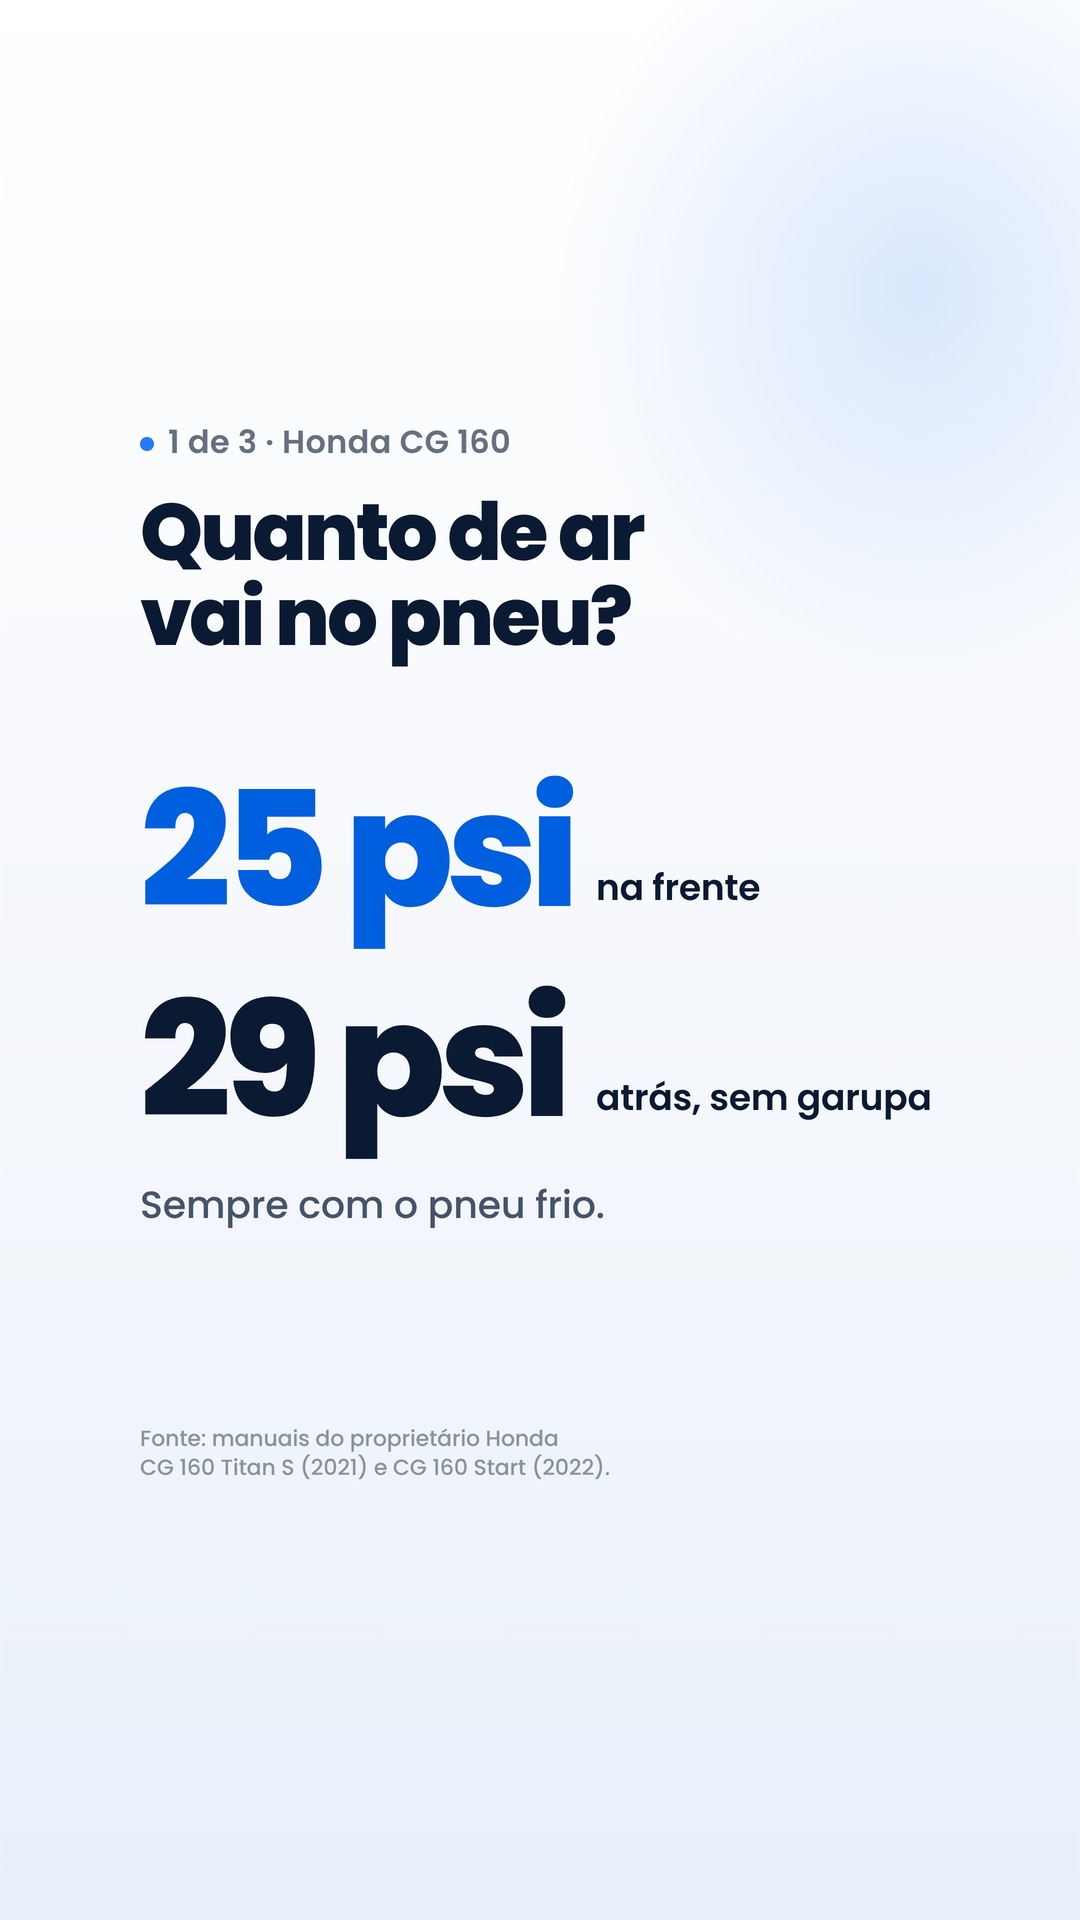 1 de 3 · Honda CG 160
Quanto de ar
vai no pneu?
25 psi na frente
29 psi atrás, sem garupa
Sempre com o pneu frio.
Fonte: manuais do proprietário Honda
CG 160 Titan S (2021) e CG 160 Start (2022).